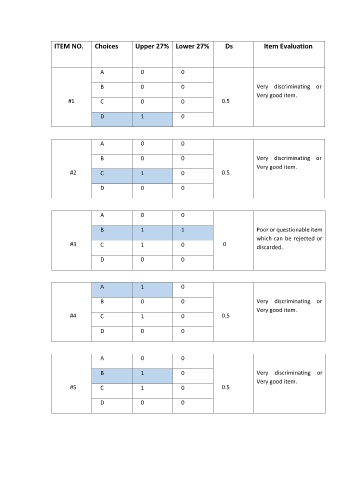 ITEM NO. Choices Upper 27% Lower 27% Ds Item Evaluation
A 0 0
B 0 0
C 0 0
D 1 0
#1
0.5
Very discriminating or
Very good item.
A 0 0
B 0 0
C 1 0
D 0 0
#2
0.5
Very discriminating or
Very good item.
A 0 0
B 1 1
C 1 0
D 0 0
#3
0
Poor or questionable item
which can be rejected or
discarded.
A 1 0
B 0 0
C 1 0
D 0 0
#4
0.5
Very discriminating or
Very good item.
A 0 0
B 1 0
C 1 0
D 0 0
#5
0.5
Very discriminating or
Very good item.